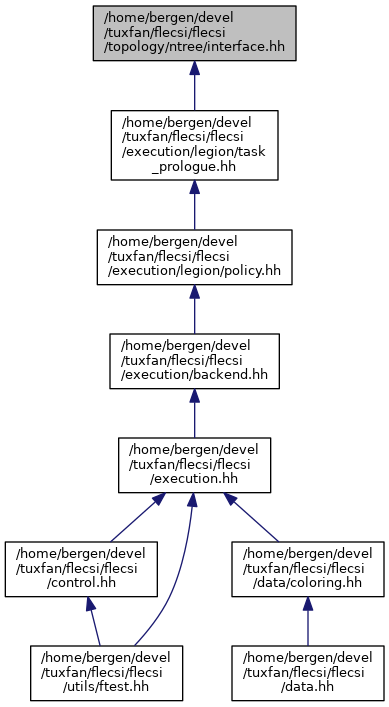 /home/bergen/devel
/tuxfan/flecsi/flecsi
/topology/ntree/interface.hh
/home/bergen/devel
/tuxfan/flecsi/flecsi
/execution/legion/task
_prologue.hh
/home/bergen/devel
/tuxfan/flecsi/flecsi
/execution/legion/policy.hh
/home/bergen/devel
/tuxfan/flecsi/flecsi
/execution/backend.hh
/home/bergen/devel
/tuxfan/flecsi/flecsi
/execution.hh
/home/bergen/devel
/tuxfan/flecsi/flecsi
/control.hh
/home/bergen/devel
/tuxfan/flecsi/flecsi
/data/coloring.hh
/home/bergen/devel
/tuxfan/flecsi/flecsi
/utils/ftest.hh
/home/bergen/devel
/tuxfan/flecsi/flecsi
/data.hh